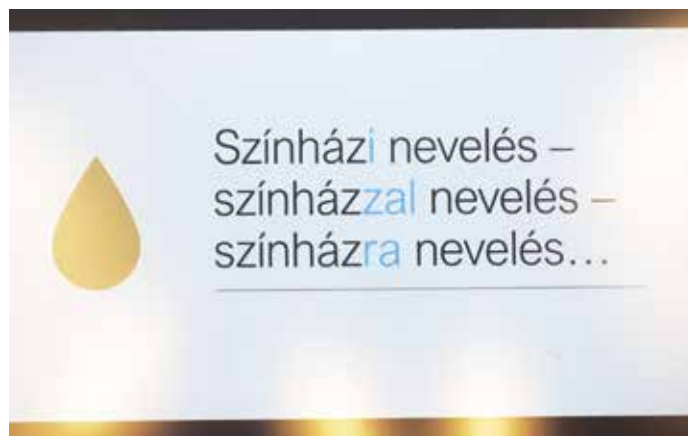 Színházi nevelés –
színházzal nevelés –
színházra nevelés...